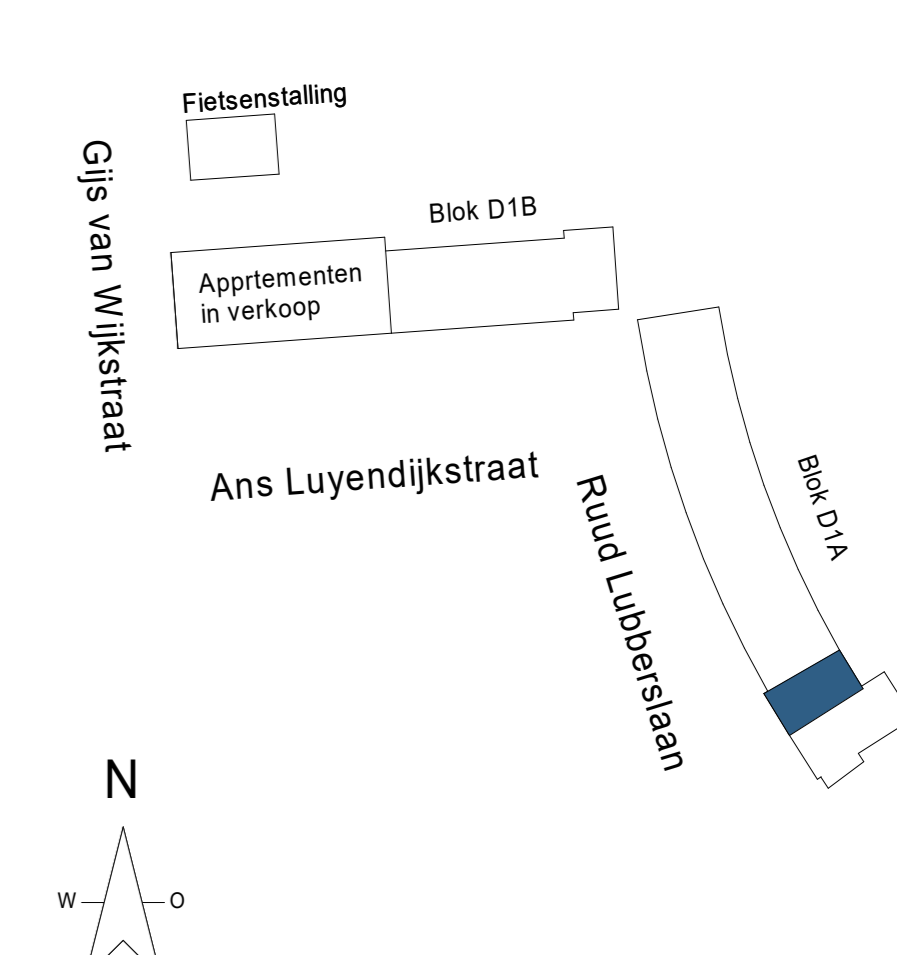 Fietsenstalling
Gijs van Wijkstraat
Blok D1B
Apprtementen
in verkoop
Ans Luyendijkstraat
Ruud Lubberslaan
Blok D1A
N
W
O